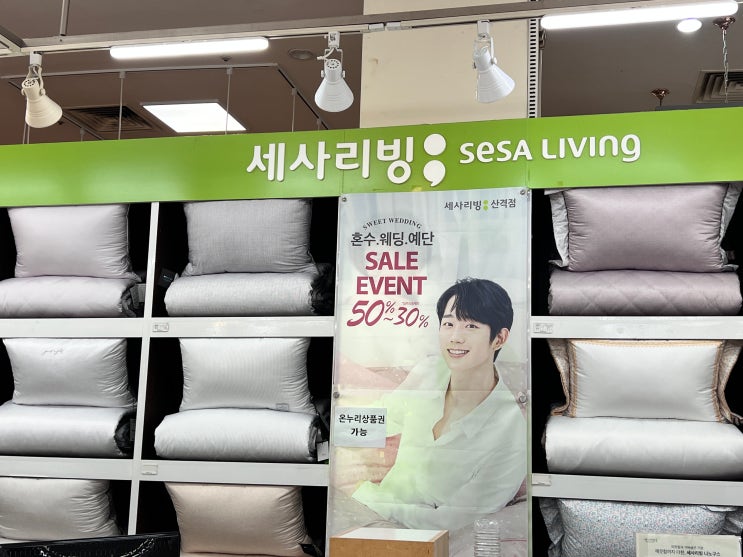 세사리빙 SESA LIVING
세사리빙 산격점
SWEET WEDDING
혼수.웨딩.예단
SALE
EVENT
50%~30%
온누리상품권
가능